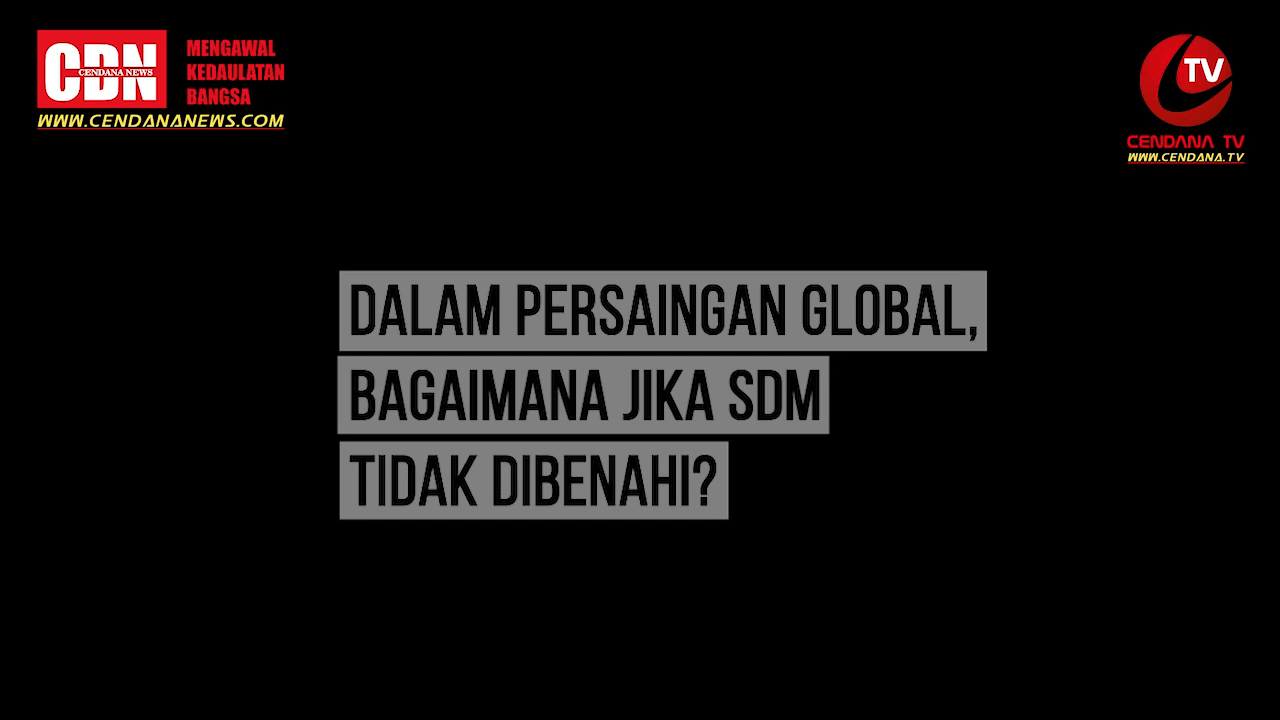 CDN
CENDANA NEWS
MENGAWAL
KEDAULATAN
BANGSA
WWW.CENDANANEWS.COM
TV
CENDANA TV
WWW.CENDANA.TV
DALAM PERSAINGAN GLOBAL,
BAGAIMANA JIKA SDM
TIDAK DIBENAHI?